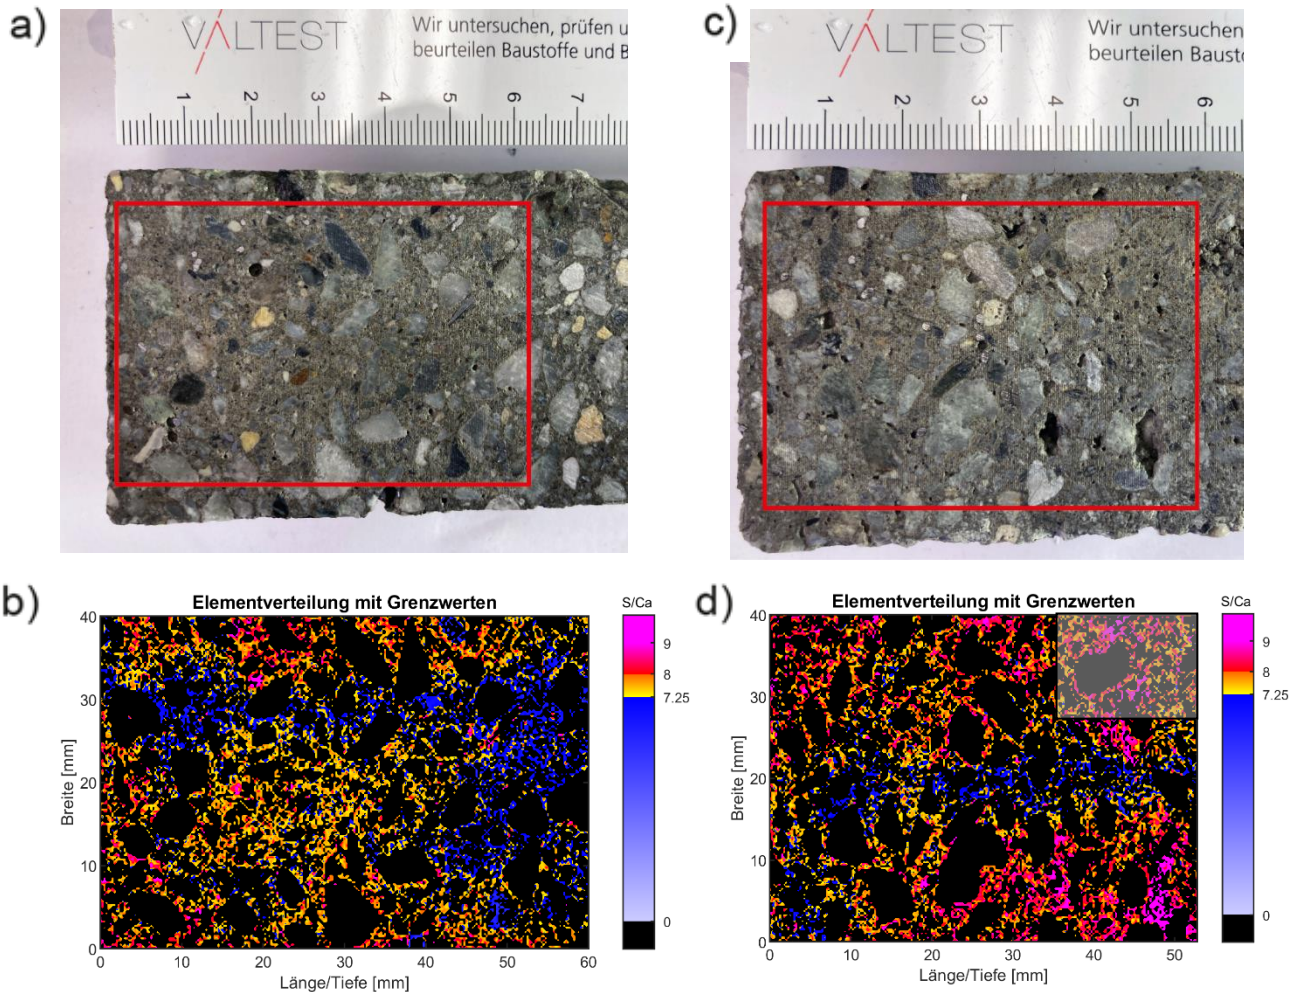 a)
VALTEST
Wir untersuchen, prüfen u
beurteilen Baustoffe und B
1 2 3 4 5 6 7
c)
VALTEST
Wir untersuchen
beurteilen Baust
1 2 3 4 5 6
b)
Elementverteilung mit Grenzwerten
S/Ca
9
8
7.25
0
40
30
20
10
0
Breite [mm]
0 10 20 30 40 50 60
Länge/Tiefe [mm]
d)
Elementverteilung mit Grenzwerten
S/Ca
9
8
7.25
0
40
30
20
10
0
Breite [mm]
0 10 20 30 40 50
Länge/Tiefe [mm]